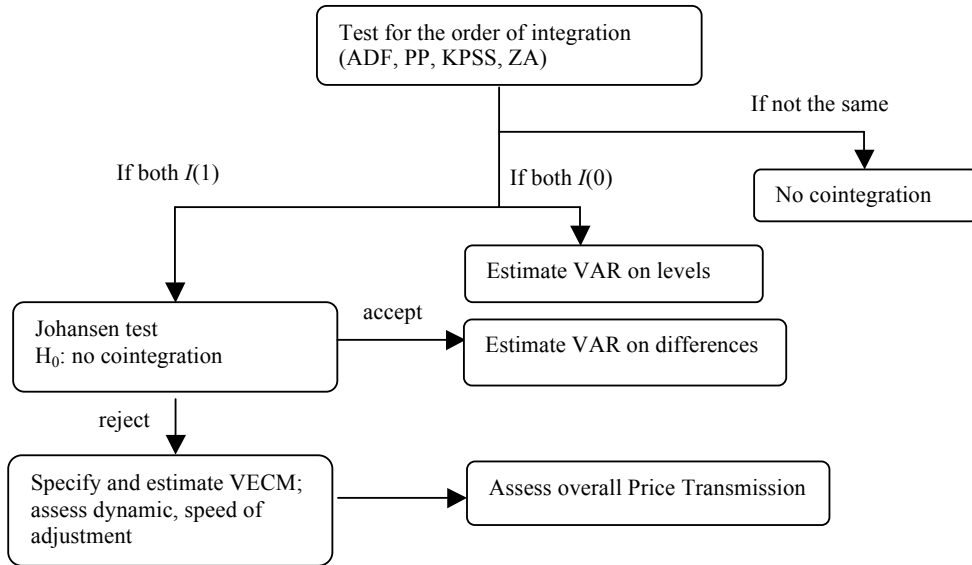 Test for the order of integration
(ADF, PP, KPSS, ZA)
If not the same
If both I(1)
If both I(0)
No cointegration
Estimate VAR on levels
Johansen test
H₀: no cointegration
accept
Estimate VAR on differences
reject
Specify and estimate VECM;
assess dynamic, speed of
adjustment
Assess overall Price Transmission